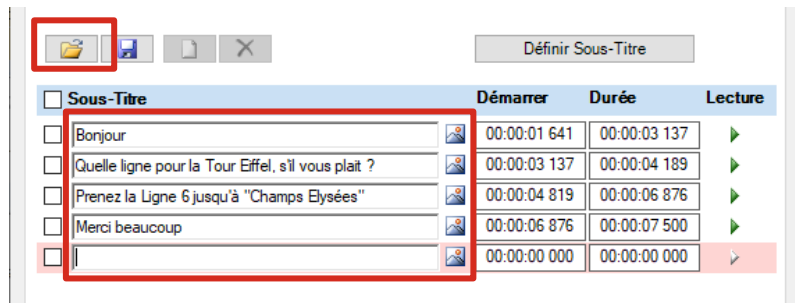 Définir Sous-Titre
Sous-Titre Démarrer Durée Lecture
Bonjour 00:00:01 641 00:00:03 137
Quelle ligne pour la Tour Eiffel, s'il vous plait ? 00:00:03 137 00:00:04 189
Prenez la Ligne 6 jusqu'à "Champs Elysées" 00:00:04 819 00:00:06 876
Merci beaucoup 00:00:06 876 00:00:07 500
00:00:00 000 00:00:00 000